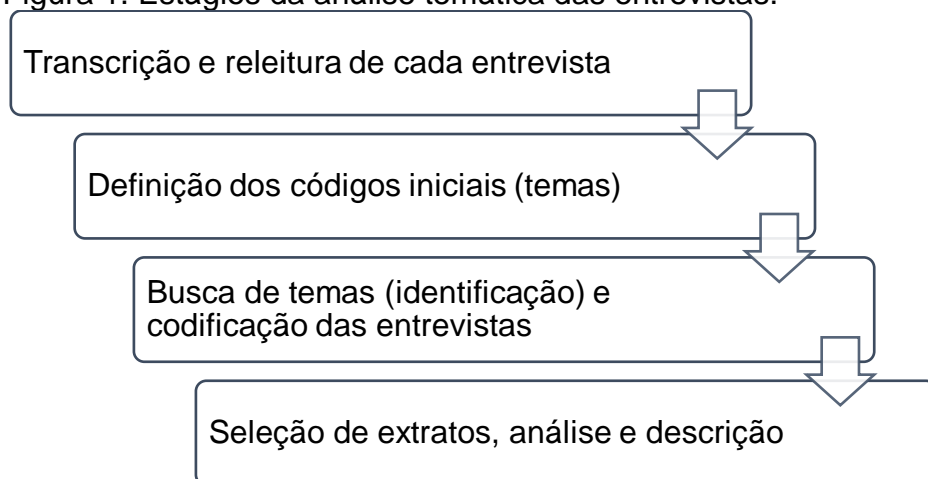 Figura 1: Estágios da análise temática das entrevistas.
Transcrição e releitura de cada entrevista
Definição dos códigos iniciais (temas)
Busca de temas (identificação) e
codificação das entrevistas
Seleção de extratos, análise e descrição